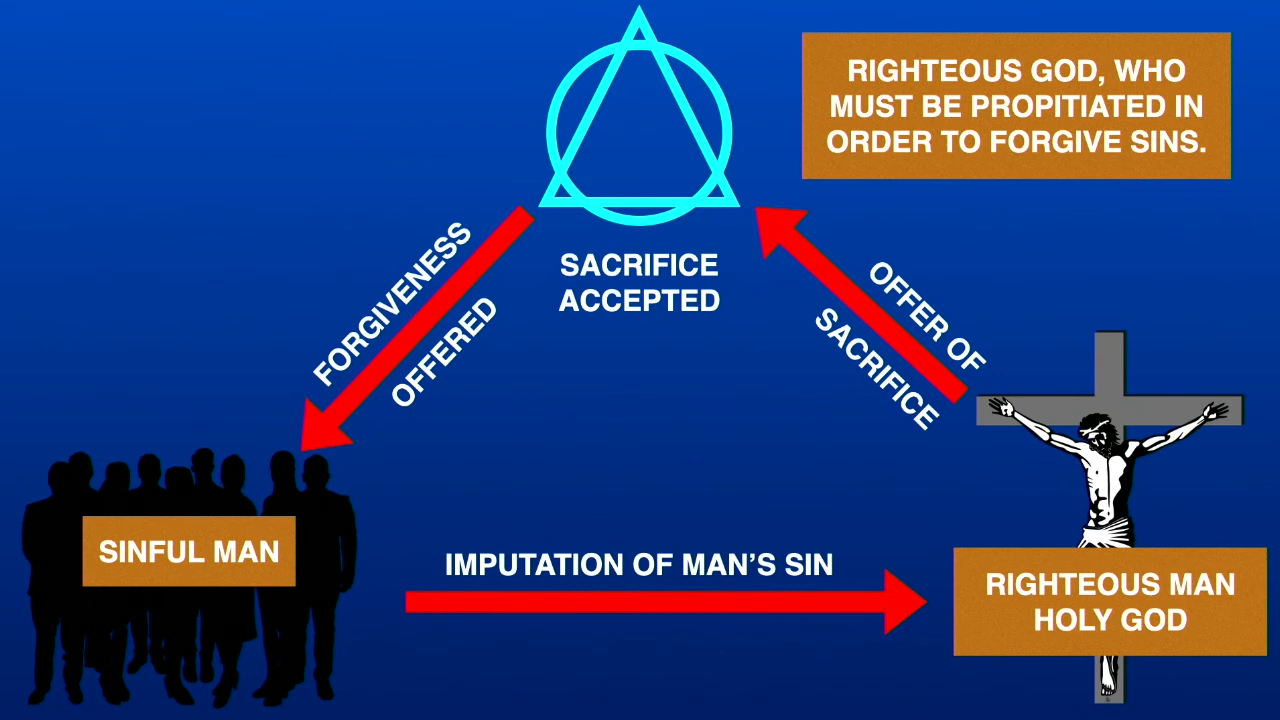 RIGHTEOUS GOD, WHO
MUST BE PROPITIATED IN
ORDER TO FORGIVE SINS.
SACRIFICE
ACCEPTED
FORGIVENESS
OFFERED
OFFER OF
SACRIFICE
SINFUL MAN
IMPUTATION OF MAN'S SIN
RIGHTEOUS MAN
HOLY GOD